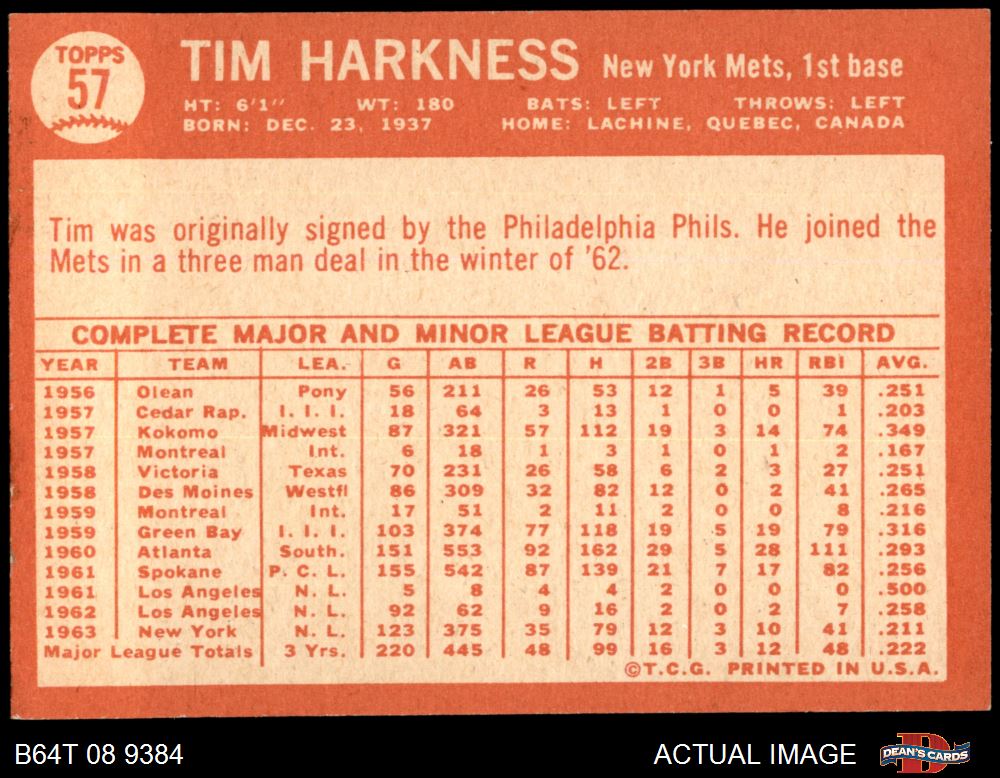 TOPPS
57
TIM HARKNESS New York Mets, 1st base
HT: 6'1" WT: 180 BATS: LEFT THROWS: LEFT
BORN: DEC. 23, 1937 HOME: LACHINE, QUEBEC, CANADA
Tim was originally signed by the Philadelphia Phils. He joined the
Mets in a three man deal in the winter of '62.
COMPLETE MAJOR AND MINOR LEAGUE BATTING RECORD
YEAR TEAM LEA. G AB R H 2B 3B HR RBI AVG.
1956 Olean Pony 56 211 26 53 12 1 5 39 .251
1957 Cedar Rap. I. I. I. 18 64 3 13 1 0 0 1 .203
1957 Kokomo Midwest 87 321 57 112 19 3 14 74 .349
1957 Montreal Int. 6 18 1 3 1 0 1 2 .167
1958 Victoria Texas 70 231 26 58 6 2 3 27 .251
1958 Des Moines Westfl 86 309 32 82 12 0 2 41 .265
1959 Montreal Int. 17 51 2 11 2 0 0 8 .216
1959 Green Bay I. I. I. 103 374 77 118 19 5 19 79 .316
1960 Atlanta South. 151 553 92 162 29 5 28 111 .293
1961 Spokane P. C. L. 155 542 87 139 21 7 17 82 .256
1961 Los Angeles N. L. 5 8 4 4 2 0 0 0 .500
1962 Los Angeles N. L. 92 62 9 16 2 0 2 7 .258
1963 New York N. L. 123 375 35 79 12 3 10 41 .211
Major League Totals 3 Yrs. 220 445 48 99 16 3 12 48 .222
©T.C.G. PRINTED IN U.S.A.
B64T 08 9384 ACTUAL IMAGE DEAN'S CARDS